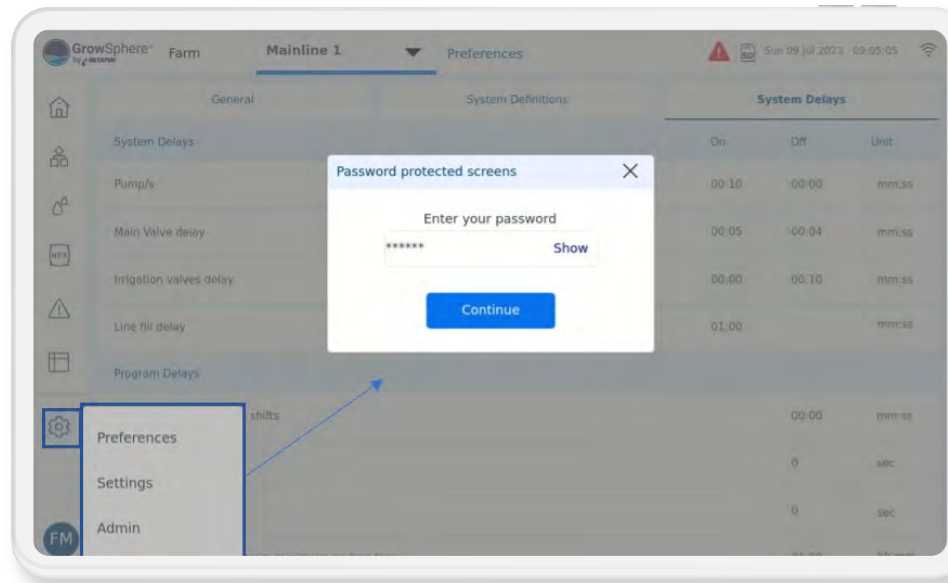 GrowSphere™ Farm Mainline 1 Preferences SD Sun 09 Jul 2023 09:05:05
by NETAFIM
General System Definitions System Delays
System Delays On Off Unit
Pump/s 00:10 00:00 mm:ss
Main Valve delay 00:05 00:04 mm:ss
Irrigation valves delay 00:00 00:10 mm:ss
Line fill delay 01:00 mm:ss
Program Delays
shifts 00:00 mm:ss
0 sec
0 sec
Password protected screens
Enter your password
****** Show
Continue
Preferences
Settings
Admin
FM